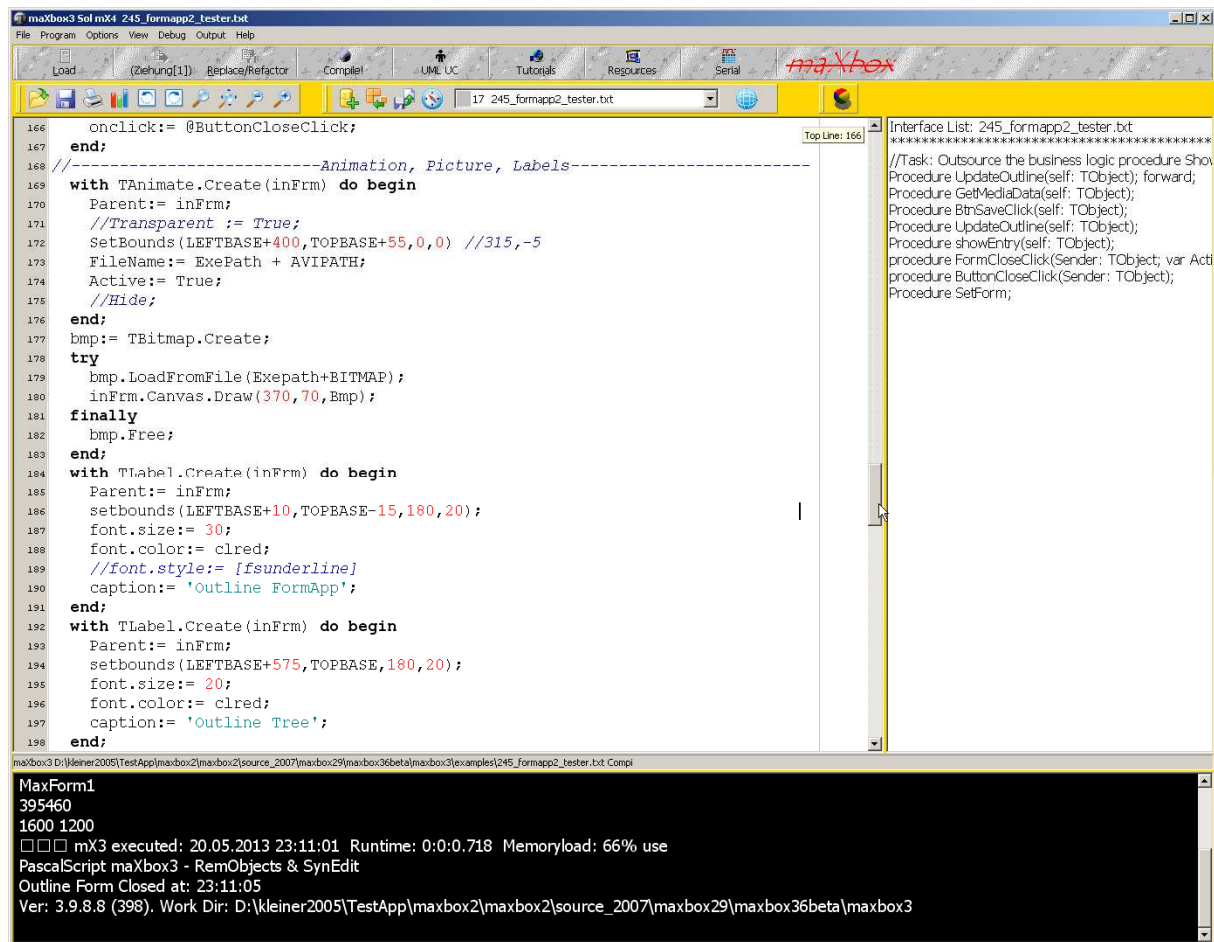 maXbox3 Sol mX4 245_formapp2_tester.txt
File Program Options View Debug Output Help
Load (Ziehung[1]) Replace/Refactor Compile! UML UC Tutorials Resources Serial maXbox
17 245_formapp2_tester.txt
166 onclick:= @ButtonCloseClick;
Top Line: 166
167 end;
168 //--------------------------Animation, Picture, Labels-------------------------
169 with TAnimate.Create(inFrm) do begin
170 Parent:= inFrm;
171 //Transparent := True;
172 SetBounds(LEFTBASE+400,TOPBASE+55,0,0) //315,-5
173 FileName:= ExePath + AVIPATH;
174 Active:= True;
175 //Hide;
176 end;
177 bmp:= TBitmap.Create;
178 try
179 bmp.LoadFromFile(Exepath+BITMAP);
180 inFrm.Canvas.Draw(370,70,Bmp);
181 finally
182 bmp.Free;
183 end;
184 with TLabel.Create(inFrm) do begin
185 Parent:= inFrm;
186 setbounds(LEFTBASE+10,TOPBASE-15,180,20);
187 font.size:= 30;
188 font.color:= clred;
189 //font.style:= [fsunderline]
190 caption:= 'Outline FormApp';
191 end;
192 with TLabel.Create(inFrm) do begin
193 Parent:= inFrm;
194 setbounds(LEFTBASE+575,TOPBASE,180,20);
195 font.size:= 20;
196 font.color:= clred;
197 caption:= 'Outline Tree';
198 end;
Interface List: 245_formapp2_tester.txt
******************************************
//Task: Outsource the business logic procedure Show
Procedure UpdateOutline(self: TObject); forward;
Procedure GetMediaData(self: TObject);
Procedure BtnSaveClick(self: TObject);
Procedure UpdateOutline(self: TObject);
Procedure showEntry(self: TObject);
procedure FormCloseClick(Sender: TObject; var Acti
procedure ButtonCloseClick(Sender: TObject);
Procedure SetForm;
maXbox3 D:\kleiner2005\TestApp\maxbox2\maxbox2\source_2007\maxbox29\maxbox36beta\maxbox3\examples\245_formapp2_tester.txt Compi
MaxForm1
395460
1600 1200
□□□ mX3 executed: 20.05.2013 23:11:01 Runtime: 0:0:0.718 Memoryload: 66% use
PascalScript maXbox3 - RemObjects & SynEdit
Outline Form Closed at: 23:11:05
Ver: 3.9.8.8 (398). Work Dir: D:\kleiner2005\TestApp\maxbox2\maxbox2\source_2007\maxbox29\maxbox36beta\maxbox3